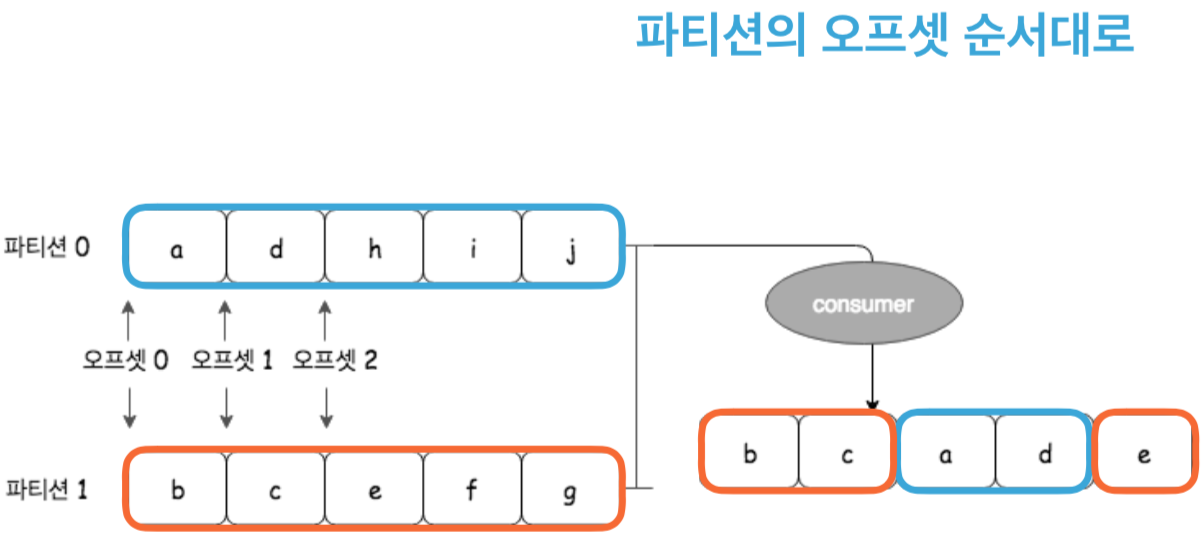 파티션의 오프셋 순서대로
파티션 0
a d h i j
consumer
오프셋 0 오프셋 1 오프셋 2
b c a d e
파티션 1
b c e f g